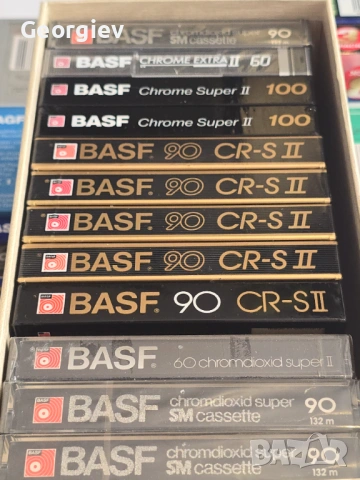 Georgiev
BASF chromdioxid super SM cassette 90 132 m
BASF CHROME EXTRA II 60
BASF Chrome Super II 100
BASF Chrome Super II 100
BASF 90 CR-S II
BASF 90 CR-S II
BASF 90 CR-S II
BASF 90 CR-S II
BASF 90 CR-S II
BASF 60 chromdioxid super II
BASF chromdioxid super SM cassette 90 132 m
BASF chromdioxid super SM cassette 90 132 m
bazar